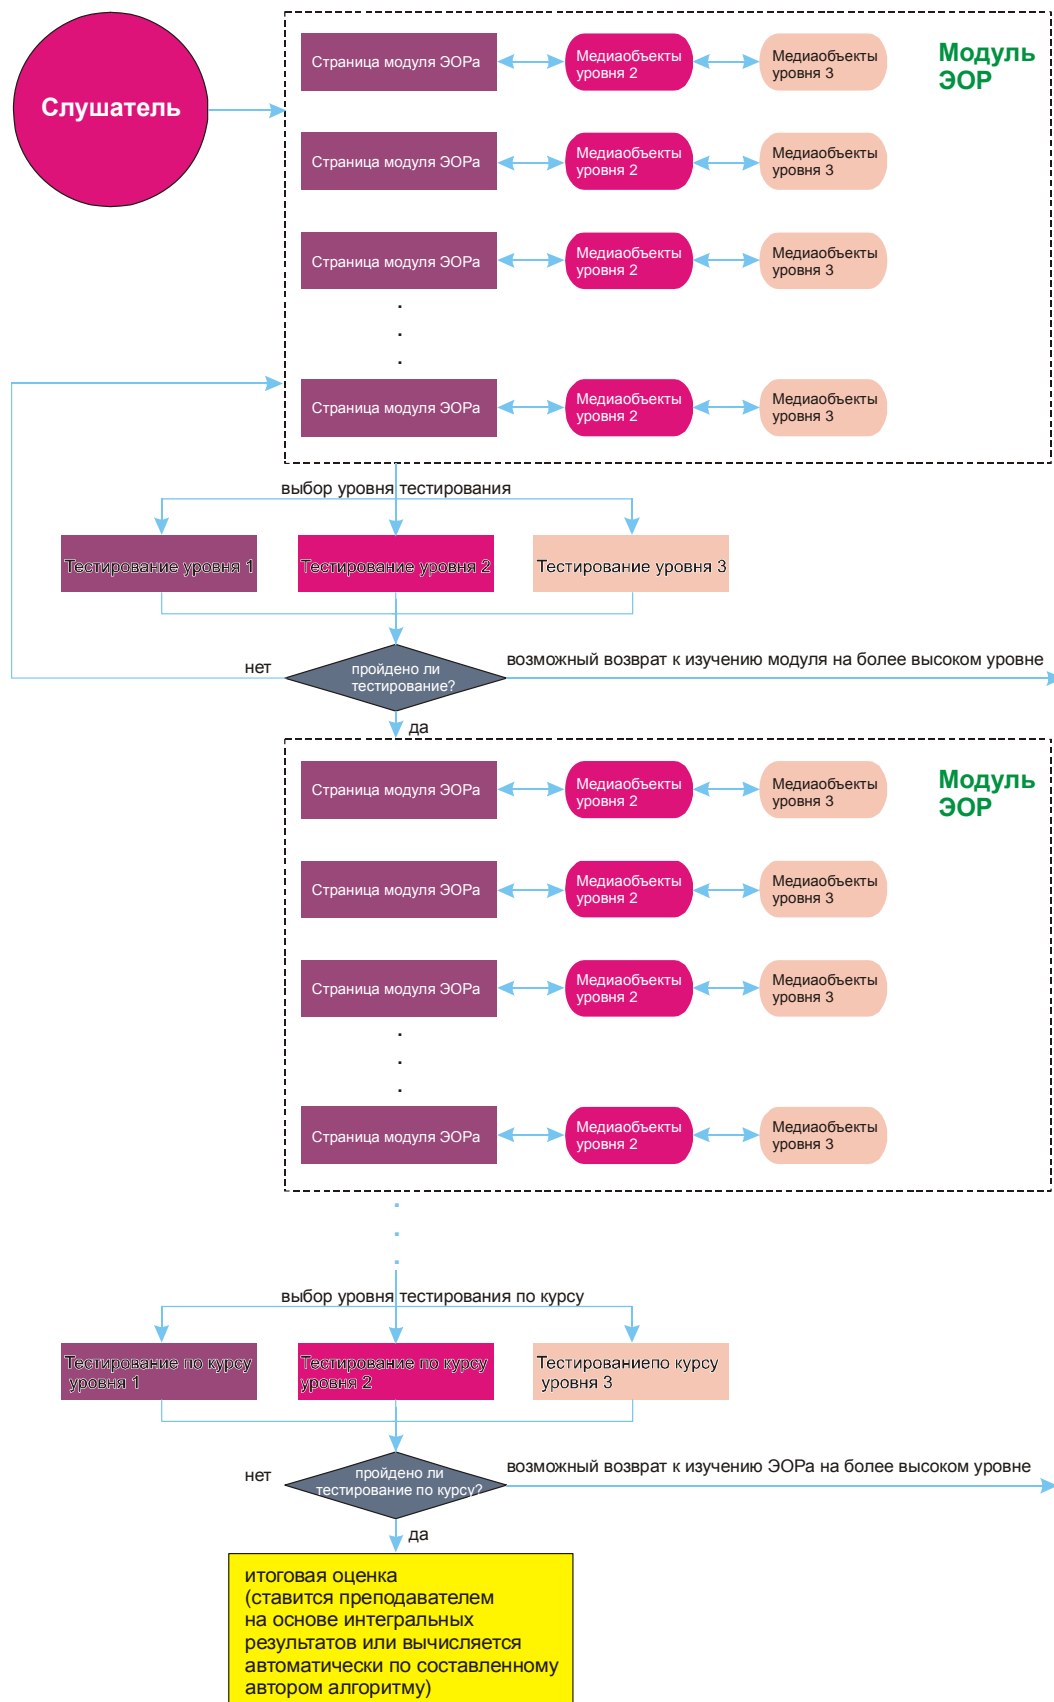 Слушатель
Модуль
ЭОР
Страница модуля ЭОРа
Медиаобъекты
уровня 2
Медиаобъекты
уровня 3
Страница модуля ЭОРа
Медиаобъекты
уровня 2
Медиаобъекты
уровня 3
Страница модуля ЭОРа
Медиаобъекты
уровня 2
Медиаобъекты
уровня 3
.
.
.
Страница модуля ЭОРа
Медиаобъекты
уровня 2
Медиаобъекты
уровня 3
выбор уровня тестирования
Тестирование уровня 1
Тестирование уровня 2
Тестирование уровня 3
нет
пройдено ли
тестирование?
возможный возврат к изучению модуля на более высоком уровне
да
Модуль
ЭОР
Страница модуля ЭОРа
Медиаобъекты
уровня 2
Медиаобъекты
уровня 3
Страница модуля ЭОРа
Медиаобъекты
уровня 2
Медиаобъекты
уровня 3
Страница модуля ЭОРа
Медиаобъекты
уровня 2
Медиаобъекты
уровня 3
.
.
.
Страница модуля ЭОРа
Медиаобъекты
уровня 2
Медиаобъекты
уровня 3
.
.
.
выбор уровня тестирования по курсу
Тестирование по курсу
уровня 1
Тестирование по курсу
уровня 2
Тестированиепо курсу
уровня 3
нет
пройдено ли
тестирование по курсу?
возможный возврат к изучению ЭОРа на более высоком уровне
да
итоговая оценка
(ставится преподавателем
на основе интегральных
результатов или вычисляется
автоматически по составленному
автором алгоритму)